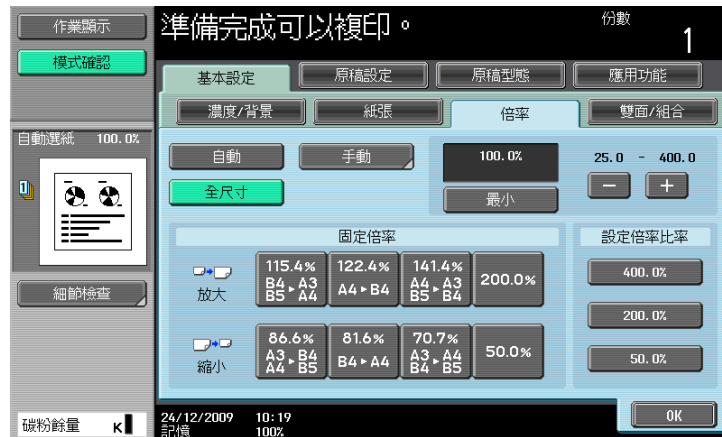 作業顯示
模式確認
準備完成可以複印。
份數
1
基本設定
原稿設定
原稿型態
應用功能
濃度/背景
紙張
倍率
雙面/組合
自動選紙 100.0%
1
細節檢查
自動
手動
全尺寸
100.0%
最小
25.0 - 400.0
−
+
固定倍率
放大
115.4%
B4▸A3
B5▸A4
122.4%
A4▸B4
141.4%
A4▸A3
B5▸B4
200.0%
縮小
86.6%
A3▸B4
A4▸B5
81.6%
B4▸A4
70.7%
A3▸A4
B4▸B5
50.0%
設定倍率比率
400.0%
200.0%
50.0%
碳粉餘量 K
24/12/2009 10:19
記憶 100%
OK